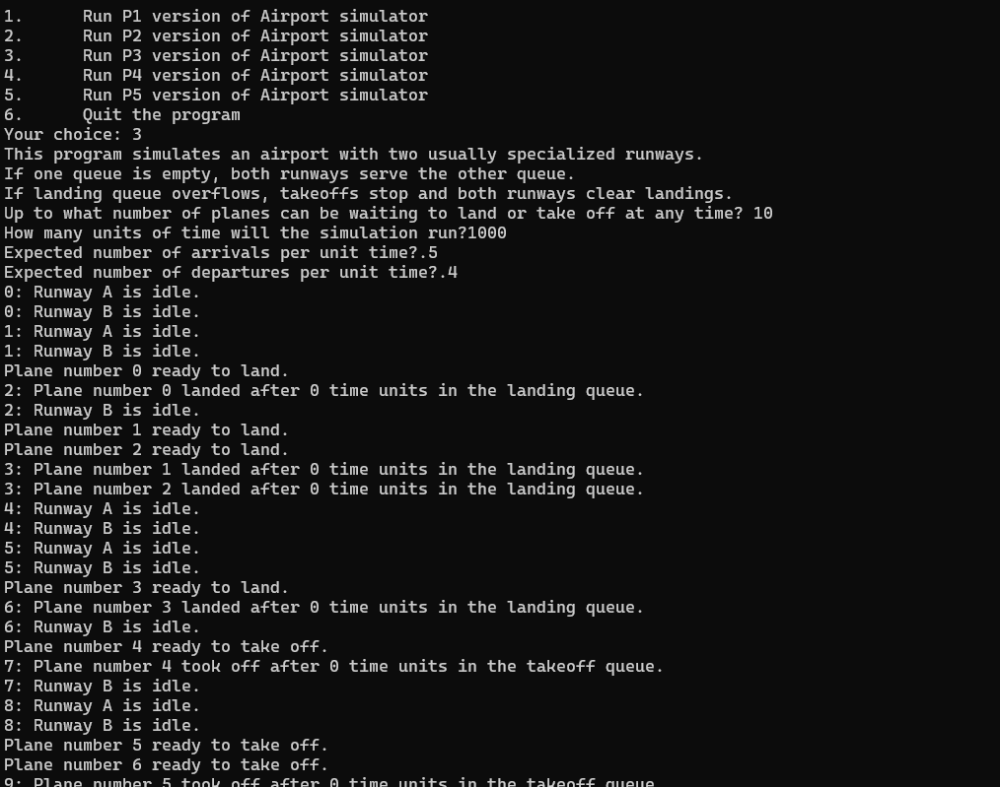 1.      Run P1 version of Airport simulator
2.      Run P2 version of Airport simulator
3.      Run P3 version of Airport simulator
4.      Run P4 version of Airport simulator
5.      Run P5 version of Airport simulator
6.      Quit the program
Your choice: 3
This program simulates an airport with two usually specialized runways.
If one queue is empty, both runways serve the other queue.
If landing queue overflows, takeoffs stop and both runways clear landings.
Up to what number of planes can be waiting to land or take off at any time? 10
How many units of time will the simulation run?1000
Expected number of arrivals per unit time?.5
Expected number of departures per unit time?.4
0: Runway A is idle.
0: Runway B is idle.
1: Runway A is idle.
1: Runway B is idle.
Plane number 0 ready to land.
2: Plane number 0 landed after 0 time units in the landing queue.
2: Runway B is idle.
Plane number 1 ready to land.
Plane number 2 ready to land.
3: Plane number 1 landed after 0 time units in the landing queue.
3: Plane number 2 landed after 0 time units in the landing queue.
4: Runway A is idle.
4: Runway B is idle.
5: Runway A is idle.
5: Runway B is idle.
Plane number 3 ready to land.
6: Plane number 3 landed after 0 time units in the landing queue.
6: Runway B is idle.
Plane number 4 ready to take off.
7: Plane number 4 took off after 0 time units in the takeoff queue.
7: Runway B is idle.
8: Runway A is idle.
8: Runway B is idle.
Plane number 5 ready to take off.
Plane number 6 ready to take off.
9: Plane number 5 took off after 0 time units in the takeoff queue